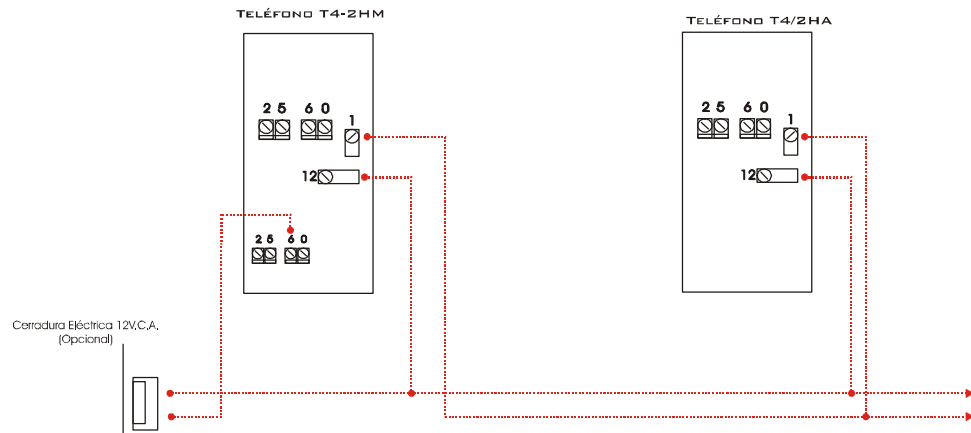 TELÉFONO T4-2HM
TELÉFONO T4/2HA
2 5 6 0
1
12
2 5 6 0
2 5 6 0
1
12
Cerradura Eléctrica 12V.C.A.
(Opcional)